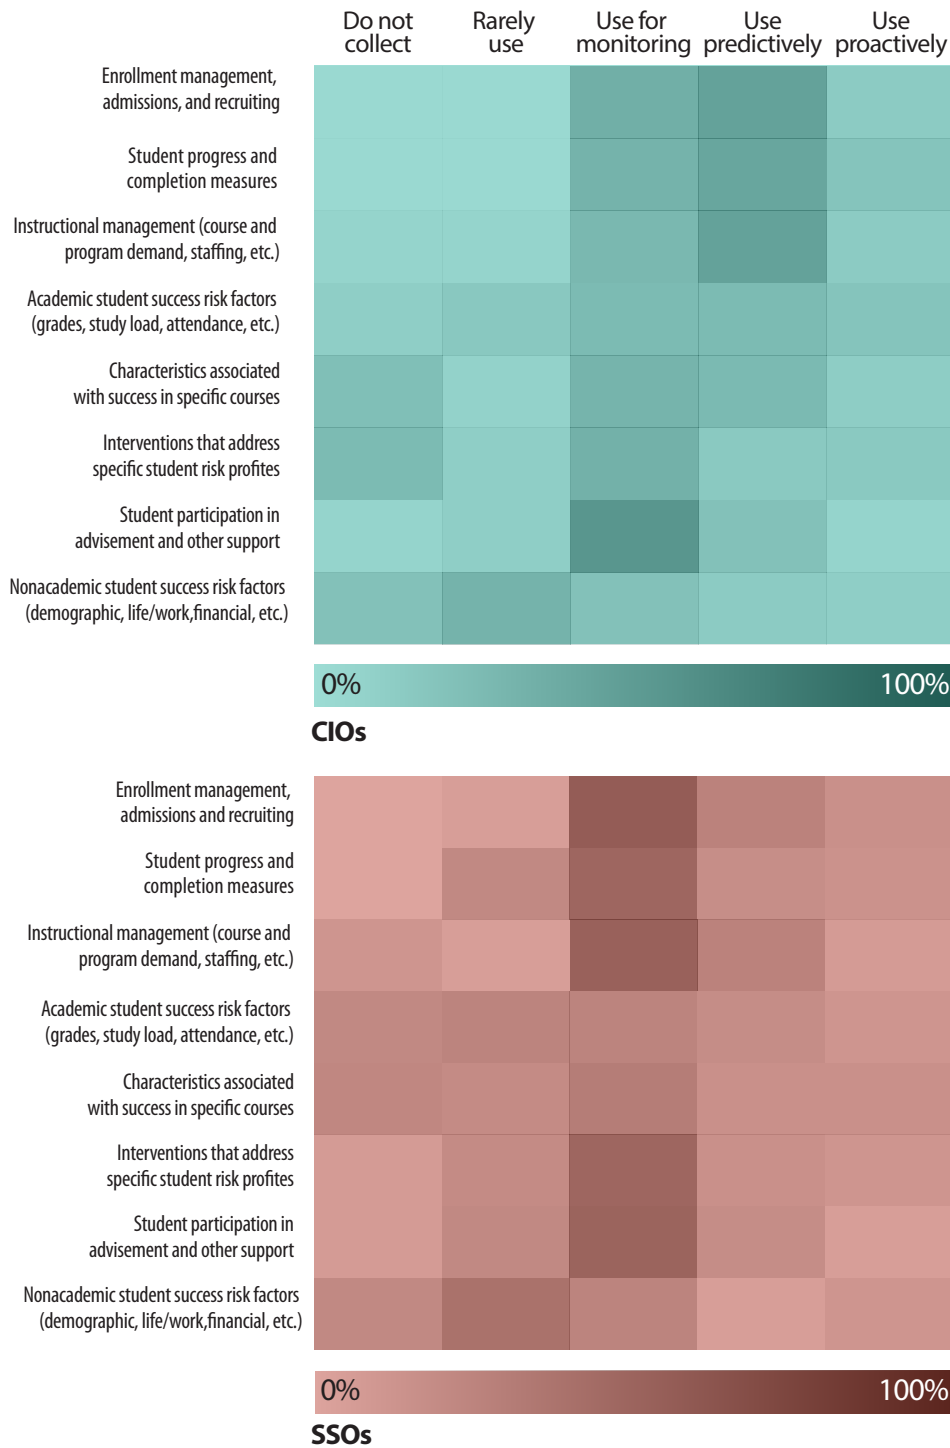 Do not collect
Rarely use
Use for monitoring
Use predictively
Use proactively
Enrollment management,
admissions, and recruiting
Student progress and
completion measures
Instructional management (course and
program demand, staffing, etc.)
Academic student success risk factors
(grades, study load, attendance, etc.)
Characteristics associated
with success in specific courses
Interventions that address
specific student risk profites
Student participation in
advisement and other support
Nonacademic student success risk factors
(demographic, life/work,financial, etc.)
0% 100%
CIOs
Enrollment management,
admissions and recruiting
Student progress and
completion measures
Instructional management (course and
program demand, staffing, etc.)
Academic student success risk factors
(grades, study load, attendance, etc.)
Characteristics associated
with success in specific courses
Interventions that address
specific student risk profites
Student participation in
advisement and other support
Nonacademic student success risk factors
(demographic, life/work,financial, etc.)
0% 100%
SSOs